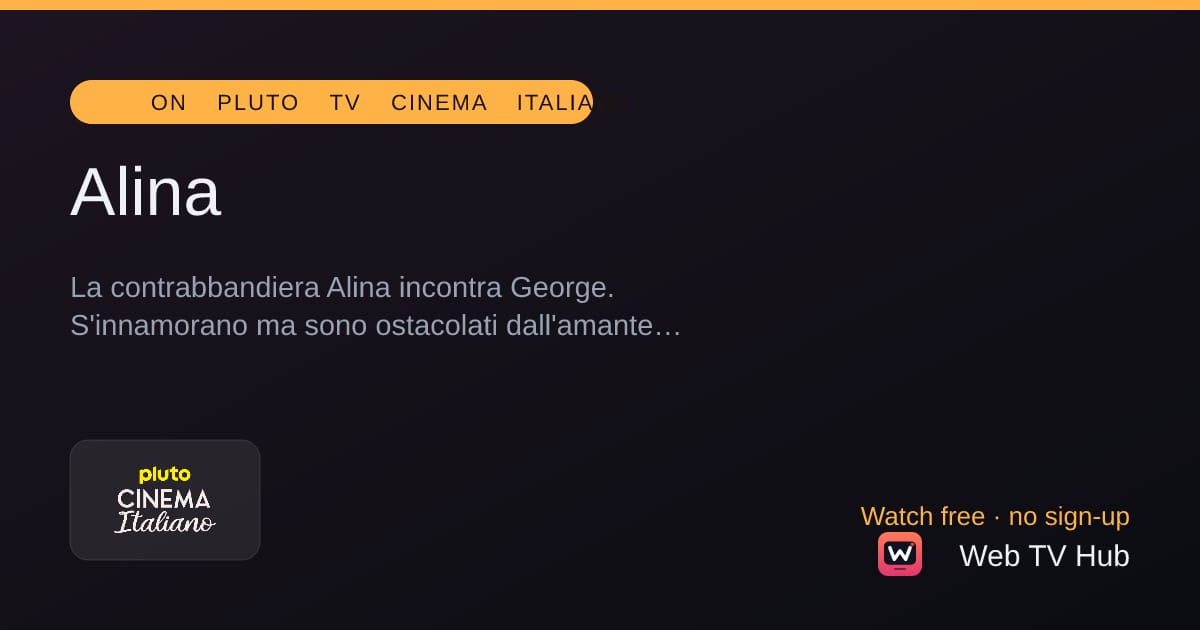 ON PLUTO TV CINEMA ITALIA
Alina
La contrabbandiera Alina incontra George.
S'innamorano ma sono ostacolati dall'amante…
pluto
CINEMA
Italiano
Watch free · no sign-up
Web TV Hub